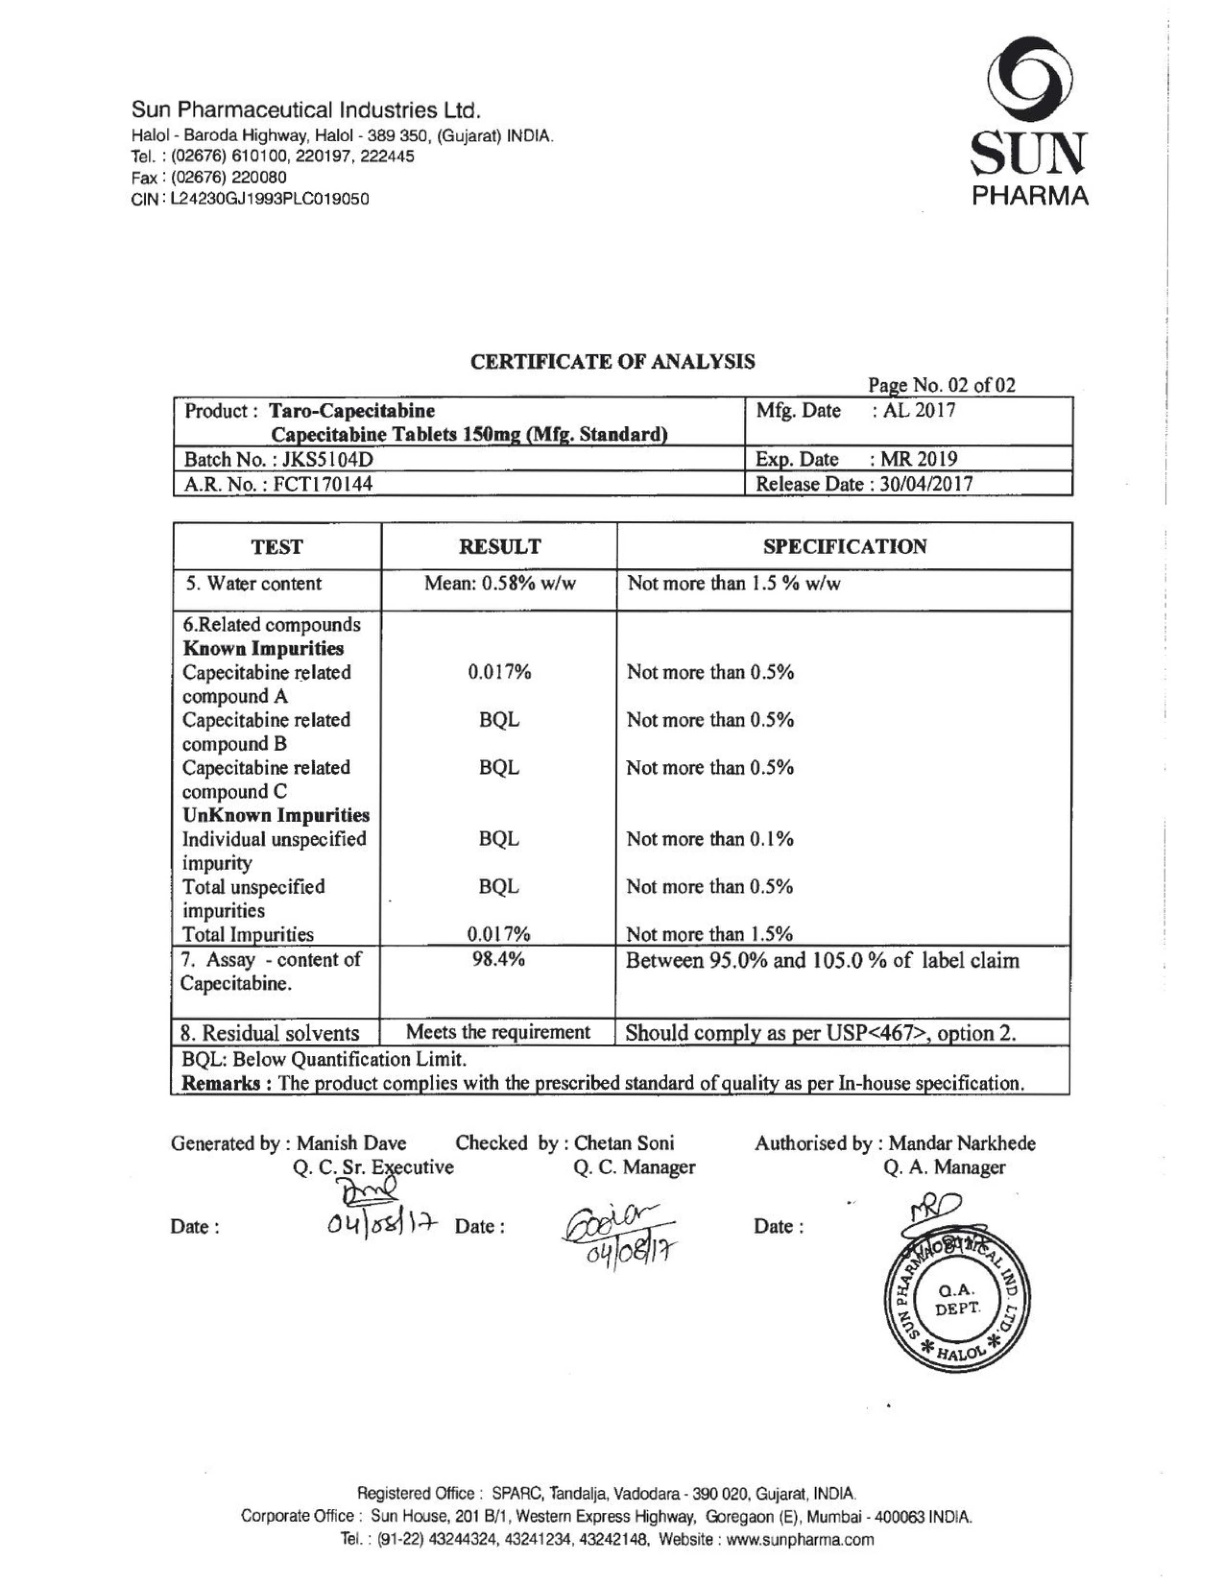 Sun Pharmaceutical Industries Ltd.
Halol - Baroda Highway, Halol - 389 350, (Gujarat) INDIA.
Tel. : (02676) 610100, 220197, 222445
Fax : (02676) 220080
CIN : L24230GJ1993PLC019050
SUN
PHARMA
CERTIFICATE OF ANALYSIS
Page No. 02 of 02
Product : Taro-Capecitabine Mfg. Date : AL 2017
Capecitabine Tablets 150mg (Mfg. Standard)
Batch No. : JKS5104D Exp. Date : MR 2019
A.R. No. : FCT170144 Release Date : 30/04/2017
TEST RESULT SPECIFICATION
5. Water content Mean: 0.58% w/w Not more than 1.5 % w/w
6.Related compounds
Known Impurities
Capecitabine related 0.017% Not more than 0.5%
compound A
Capecitabine related BQL Not more than 0.5%
compound B
Capecitabine related BQL Not more than 0.5%
compound C
UnKnown Impurities
Individual unspecified BQL Not more than 0.1%
impurity
Total unspecified BQL Not more than 0.5%
impurities
Total Impurities 0.017% Not more than 1.5%
7. Assay - content of 98.4% Between 95.0% and 105.0 % of label claim
Capecitabine.
8. Residual solvents Meets the requirement Should comply as per USP<467>, option 2.
BQL: Below Quantification Limit.
Remarks : The product complies with the prescribed standard of quality as per In-house specification.
Generated by : Manish Dave Checked by : Chetan Soni Authorised by : Mandar Narkhede
Q. C. Sr. Executive Q. C. Manager Q. A. Manager
Date : 04/08/17 Date : Date :
04/08/17
SUN PHARMACEUTICAL IND. LTD.
Q.A.
DEPT.
* HALOL *
Registered Office : SPARC, Tandalja, Vadodara - 390 020, Gujarat, INDIA.
Corporate Office : Sun House, 201 B/1, Western Express Highway, Goregaon (E), Mumbai - 400063 INDIA.
Tel. : (91-22) 43244324, 43241234, 43242148, Website : www.sunpharma.com